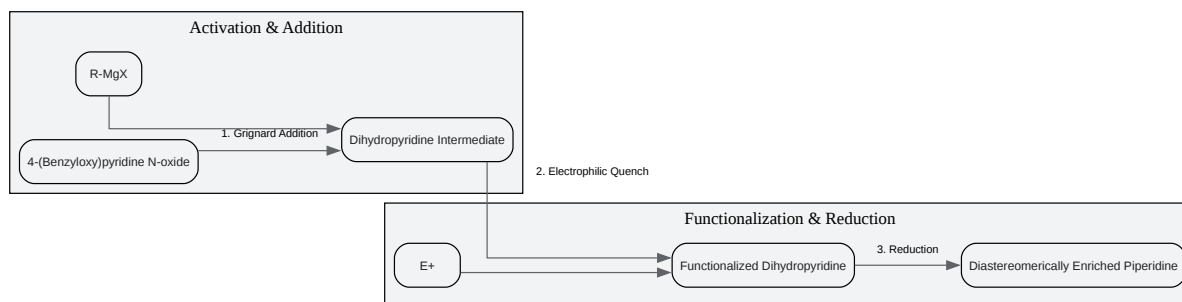 Activation & Addition
R-MgX
1. Grignard Addition
Dihydropyridine Intermediate
4-(Benzyloxy)pyridine N-oxide
2. Electrophilic Quench
Functionalization & Reduction
E+
Functionalized Dihydropyridine
3. Reduction
Diastereomerically Enriched Piperidine